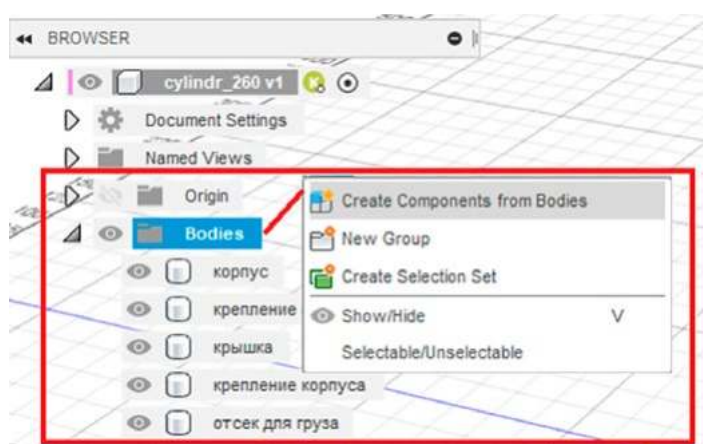 BROWSER
cylindr_260 v1
Document Settings
Named Views
Origin
Create Components from Bodies
Bodies
New Group
корпус
Create Selection Set
крепление
Show/Hide V
крышка
Selectable/Unselectable
крепление корпуса
отсек для груза